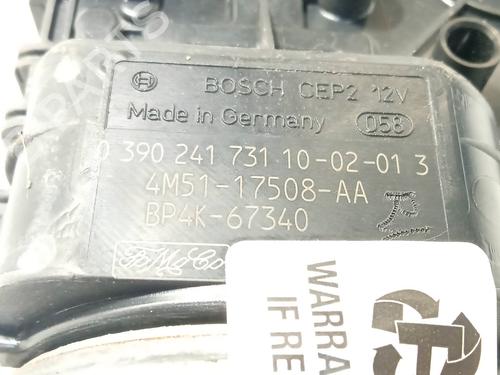 BOSCH CEP2 12V
Made in Germany 058
0 390 241 731 10-02-01 3
4M51-17508-AA
BP4K-67340
FoMoCo
WARRA
IF RE